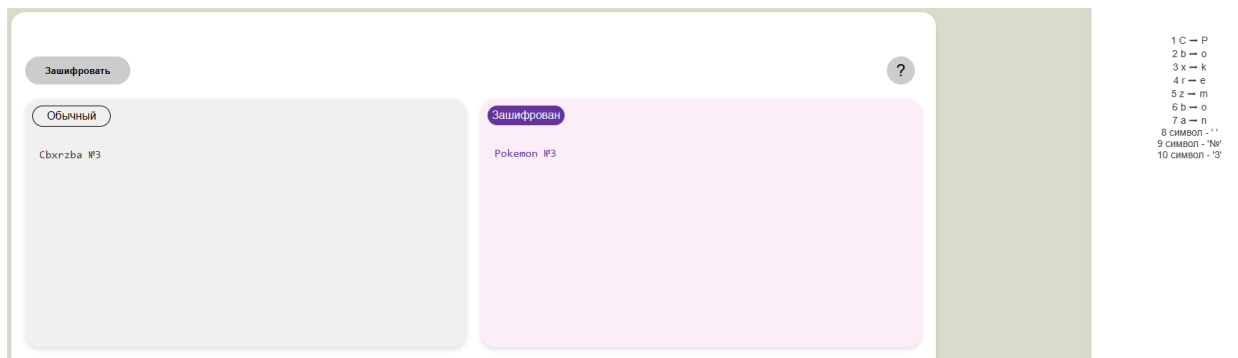 Зашифровать
?
Обычный
Cbxrzba №3
Зашифрован
Pokemon №3
1 C ➞ P
2 b ➞ o
3 x ➞ k
4 r ➞ e
5 z ➞ m
6 b ➞ o
7 a ➞ n
8 символ - ' '
9 символ - '№'
10 символ - '3'